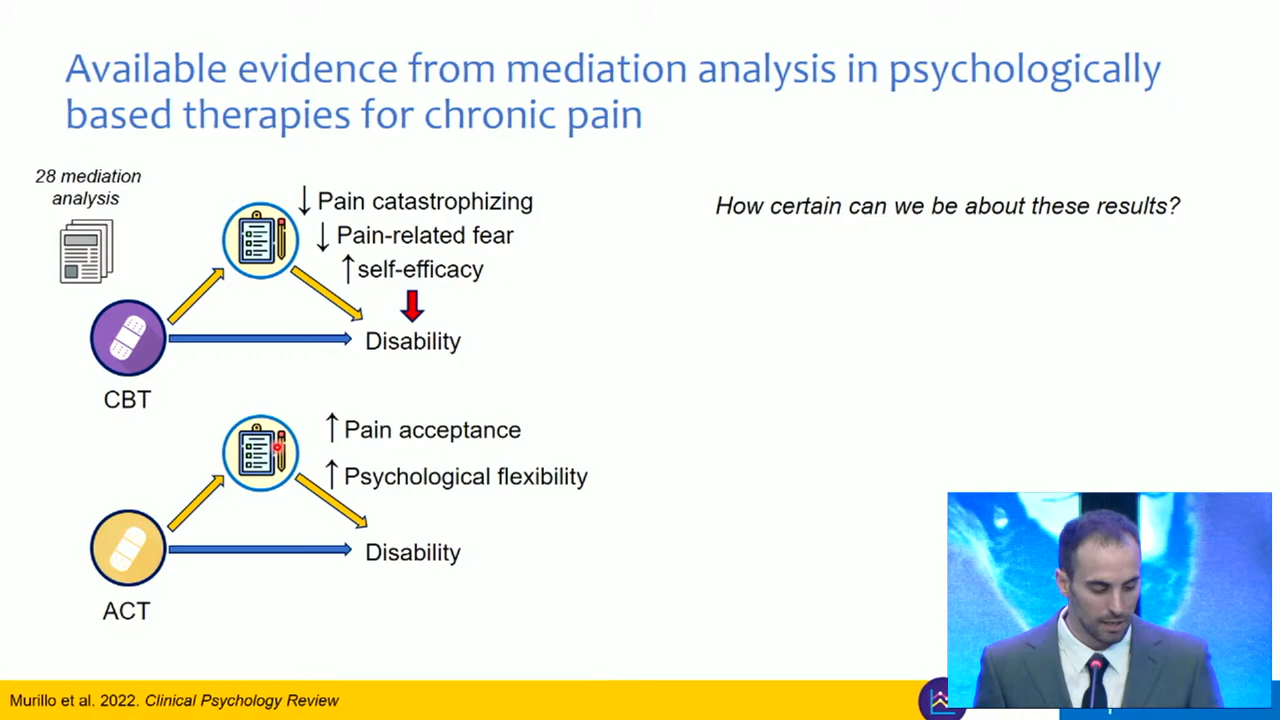 Available evidence from mediation analysis in psychologically
based therapies for chronic pain
28 mediation
analysis
↓ Pain catastrophizing
↓ Pain-related fear
↑ self-efficacy
Disability
CBT
How certain can we be about these results?
↑ Pain acceptance
↑ Psychological flexibility
Disability
ACT
Murillo et al. 2022. Clinical Psychology Review